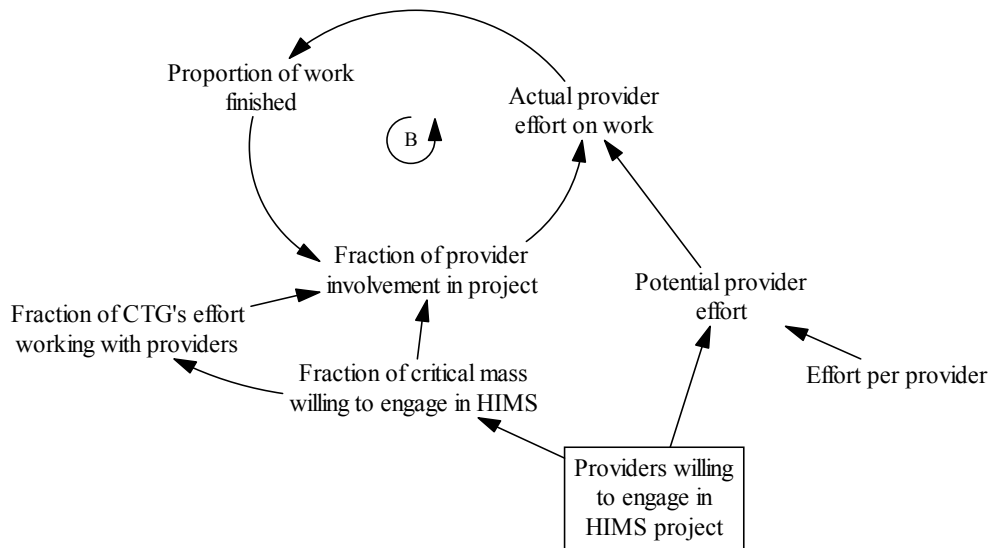 Proportion of work
finished
Actual provider
effort on work
B
Fraction of provider
involvement in project
Potential provider
effort
Fraction of CTG's effort
working with providers
Fraction of critical mass
willing to engage in HIMS
Effort per provider
Providers willing
to engage in
HIMS project